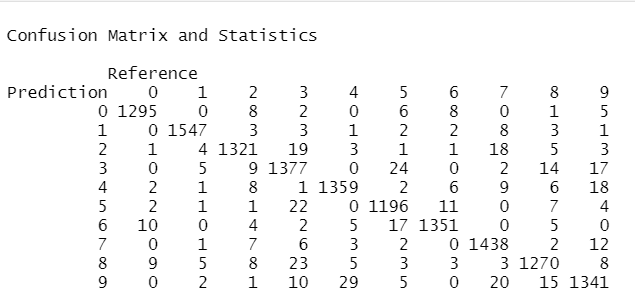 Confusion Matrix and Statistics
Reference
Prediction 0 1 2 3 4 5 6 7 8 9
0 1295 0 8 2 0 6 8 0 1 5
1 0 1547 3 3 1 2 2 8 3 1
2 1 4 1321 19 3 1 1 18 5 3
3 0 5 9 1377 0 24 0 2 14 17
4 2 1 8 1 1359 2 6 9 6 18
5 2 1 1 22 0 1196 11 0 7 4
6 10 0 4 2 5 17 1351 0 5 0
7 0 1 7 6 3 2 0 1438 2 12
8 9 5 8 23 5 3 3 3 1270 8
9 0 2 1 10 29 5 0 20 15 1341